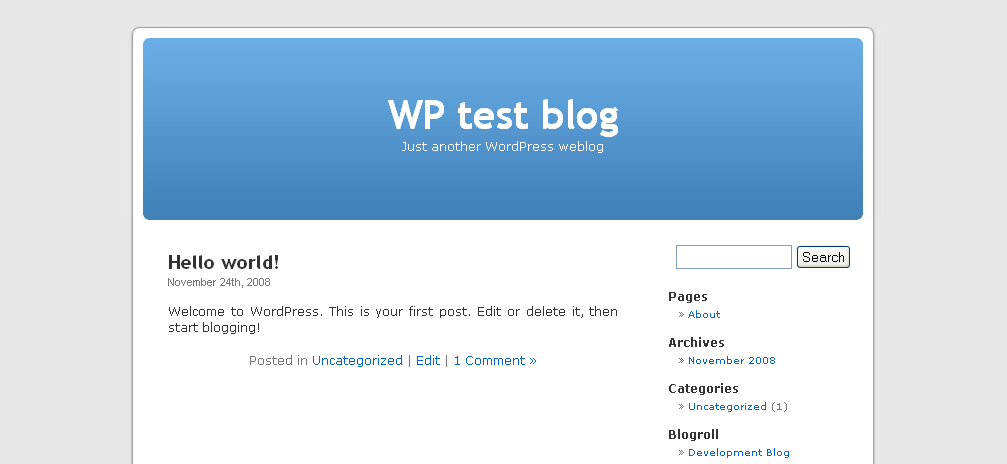 WP test blog
Just another WordPress weblog
Hello world!
November 24th, 2008
Welcome to WordPress. This is your first post. Edit or delete it, then
start blogging!
Posted in Uncategorized | Edit | 1 Comment »
Search
Pages
» About
Archives
» November 2008
Categories
» Uncategorized (1)
Blogroll
» Development Blog